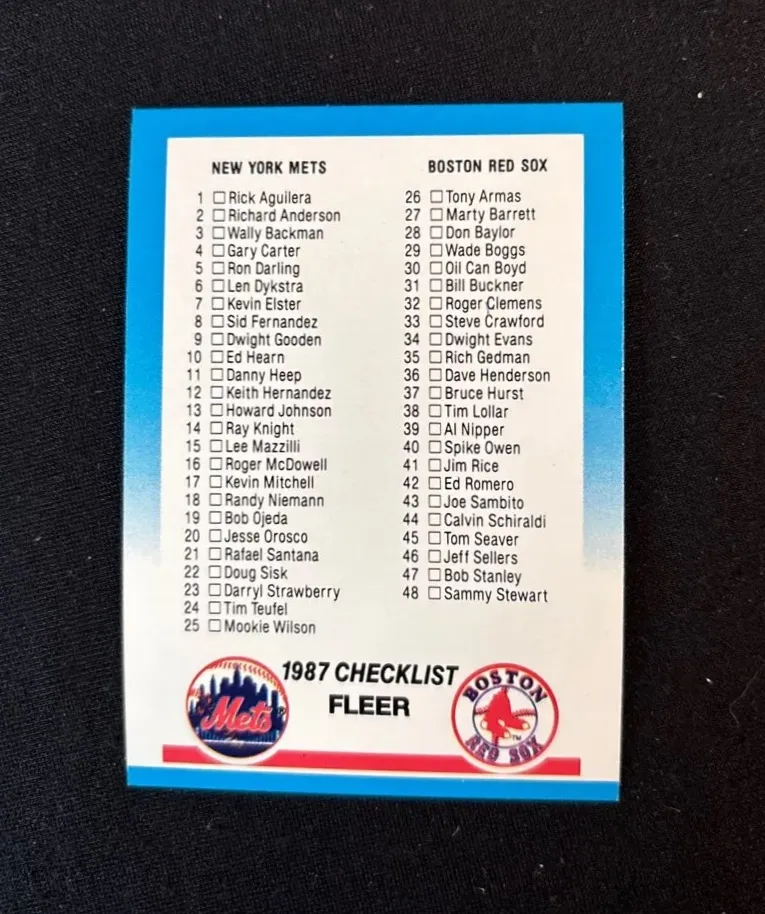 NEW YORK METS
1 Rick Aguilera
2 Richard Anderson
3 Wally Backman
4 Gary Carter
5 Ron Darling
6 Len Dykstra
7 Kevin Elster
8 Sid Fernandez
9 Dwight Gooden
10 Ed Hearn
11 Danny Heep
12 Keith Hernandez
13 Howard Johnson
14 Ray Knight
15 Lee Mazzilli
16 Roger McDowell
17 Kevin Mitchell
18 Randy Niemann
19 Bob Ojeda
20 Jesse Orosco
21 Rafael Santana
22 Doug Sisk
23 Darryl Strawberry
24 Tim Teufel
25 Mookie Wilson
BOSTON RED SOX
26 Tony Armas
27 Marty Barrett
28 Don Baylor
29 Wade Boggs
30 Oil Can Boyd
31 Bill Buckner
32 Roger Clemens
33 Steve Crawford
34 Dwight Evans
35 Rich Gedman
36 Dave Henderson
37 Bruce Hurst
38 Tim Lollar
39 Al Nipper
40 Spike Owen
41 Jim Rice
42 Ed Romero
43 Joe Sambito
44 Calvin Schiraldi
45 Tom Seaver
46 Jeff Sellers
47 Bob Stanley
48 Sammy Stewart
1987 CHECKLIST
FLEER
Mets
BOSTON
RED SOX
TM